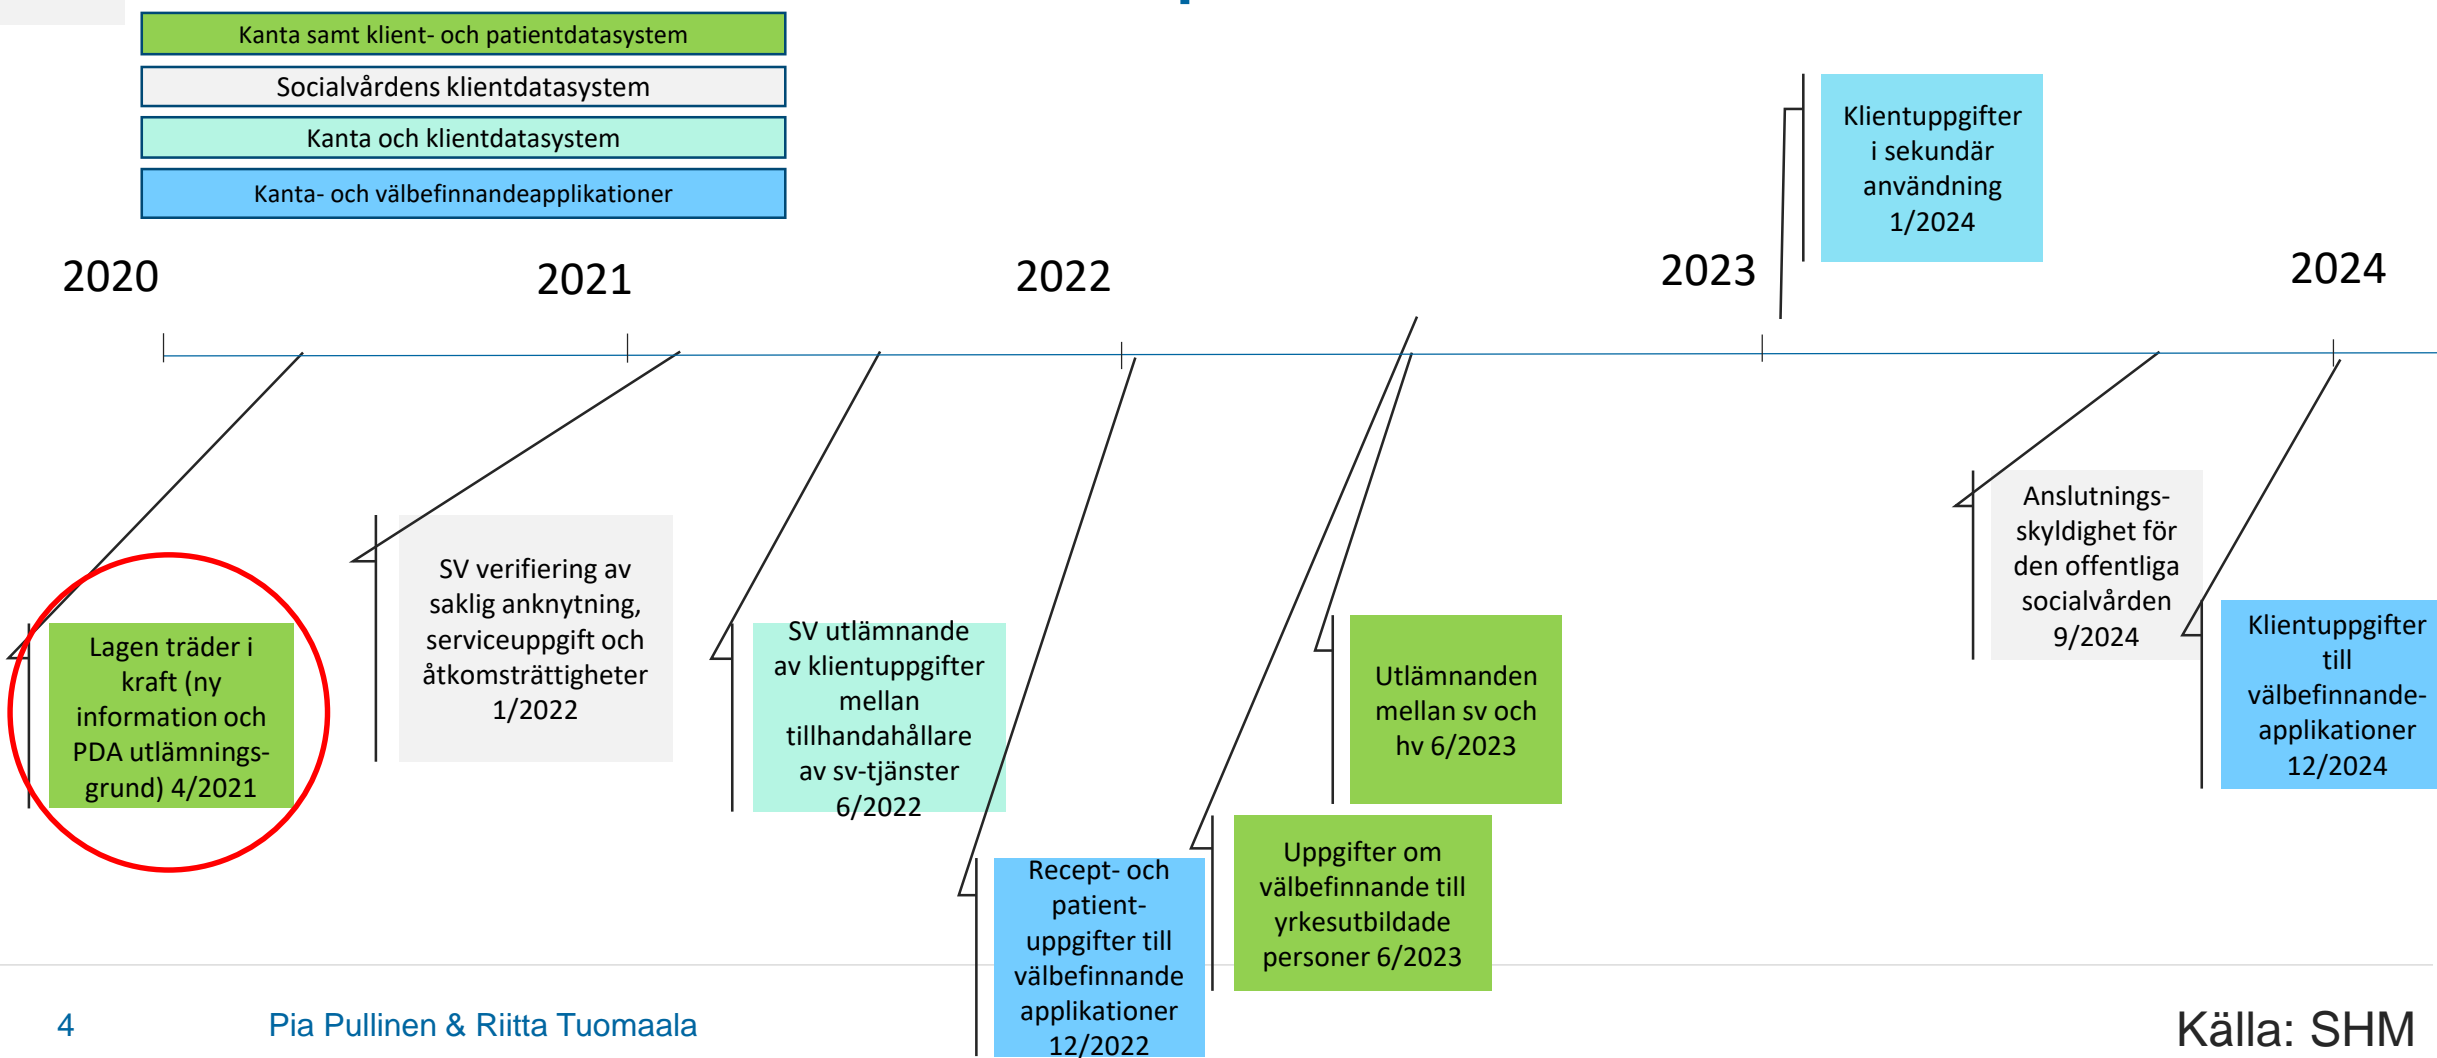 Kanta samt klient- och patientdatasystem
Socialvårdens klientdatasystem
Kanta och klientdatasystem
Kanta- och välbefinnandeapplikationer
Klientuppgifter
i sekundär
användning
1/2024
2020
2021
2022
2023
2024
Lagen träder i
kraft (ny
information och
PDA utlämnings-
grund) 4/2021
SV verifiering av
saklig anknytning,
serviceuppgift och
åtkomsträttigheter
1/2022
SV utlämnande
av klientuppgifter
mellan
tillhandahållare
av sv-tjänster
6/2022
Recept- och
patient-
uppgifter till
välbefinnande
applikationer
12/2022
Uppgifter om
välbefinnande till
yrkesutbildade
personer 6/2023
Utlämnanden
mellan sv och
hv 6/2023
Anslutnings-
skyldighet för
den offentliga
socialvården
9/2024
Klientuppgifter
till
välbefinnande-
applikationer
12/2024
4
Pia Pullinen & Riitta Tuomaala
Källa: SHM